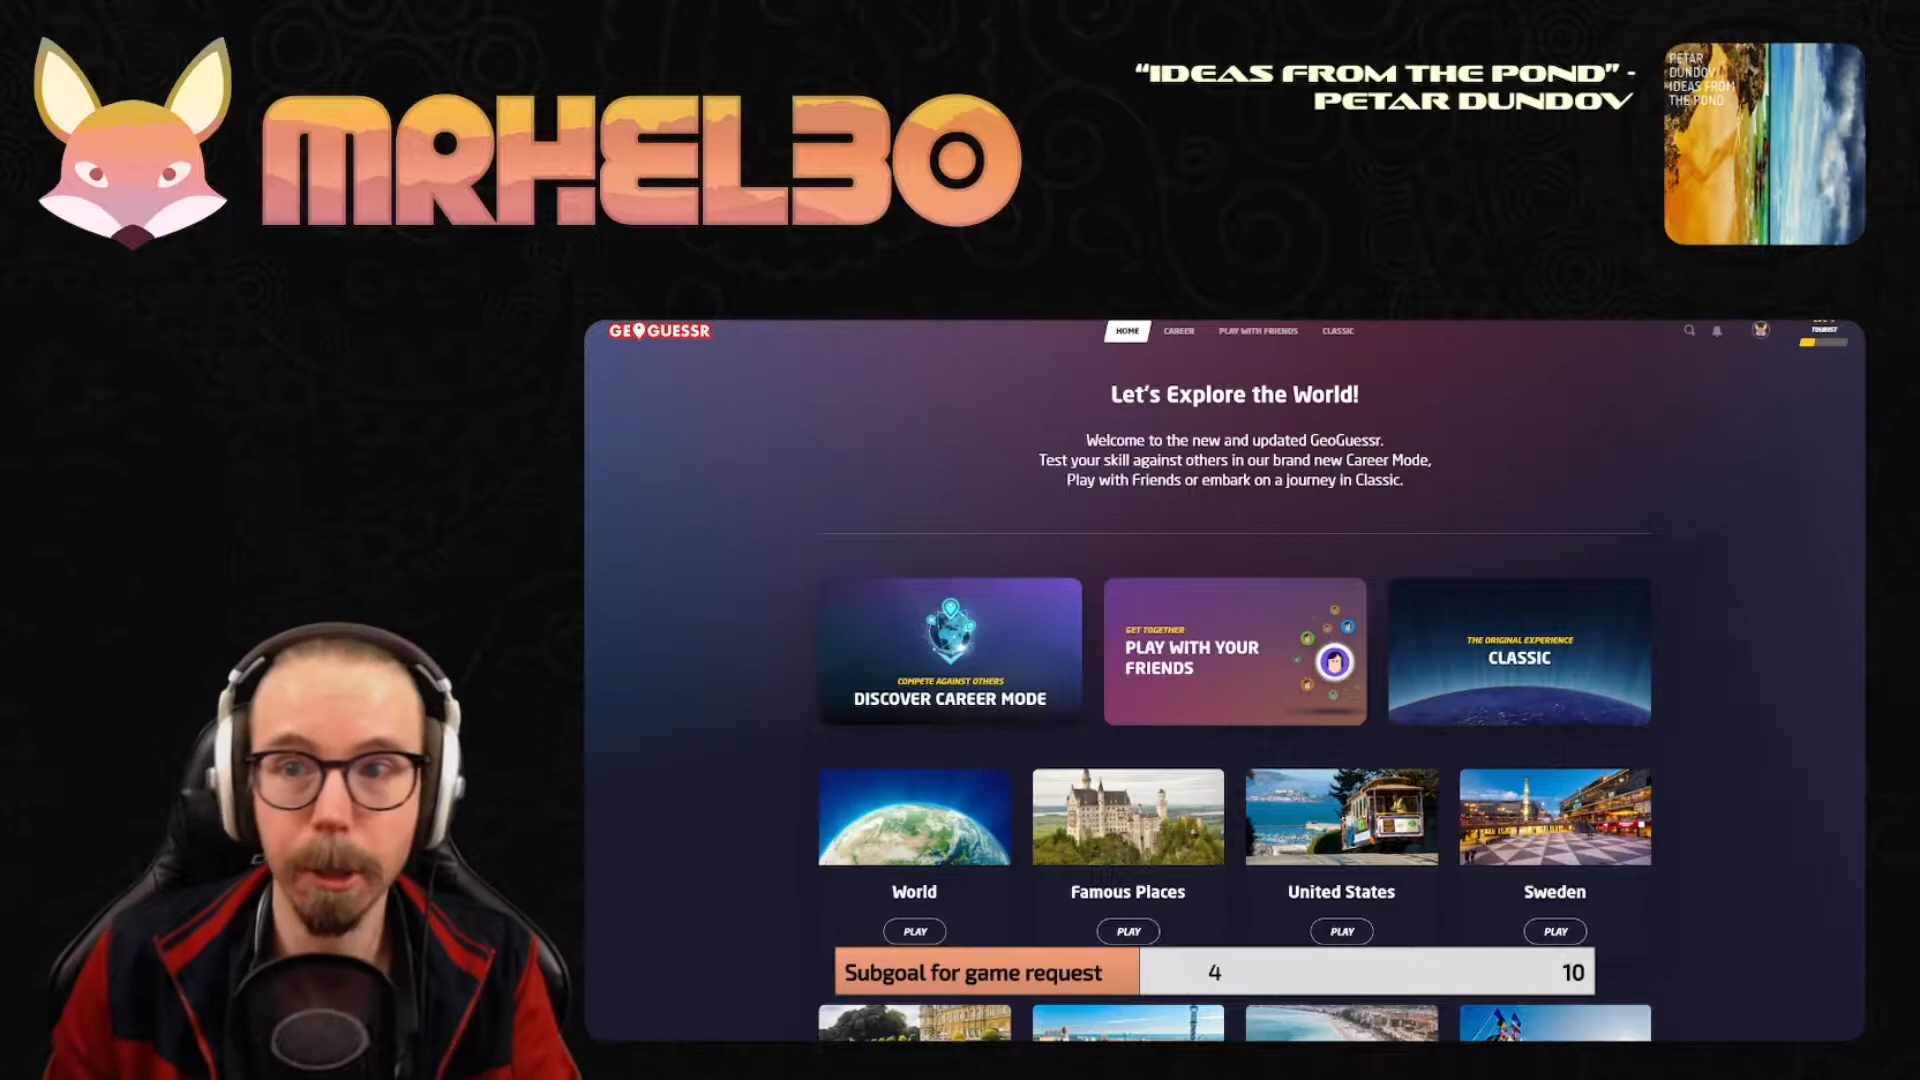 MRHEL3O
“IDEAS FROM THE POND” -
PETAR DUNDOV
PETAR
DUNDOV
IDEAS FROM
THE POND
GEOGUESSR
HOME
CAREER
PLAY WITH FRIENDS
CLASSIC
TOURIST
Let's Explore the World!
Welcome to the new and updated GeoGuessr.
Test your skill against others in our brand new Career Mode,
Play with Friends or embark on a journey in Classic.
COMPETE AGAINST OTHERS
DISCOVER CAREER MODE
GET TOGETHER
PLAY WITH YOUR
FRIENDS
THE ORIGINAL EXPERIENCE
CLASSIC
World
Famous Places
United States
Sweden
PLAY
PLAY
PLAY
PLAY
Subgoal for game request
4
10